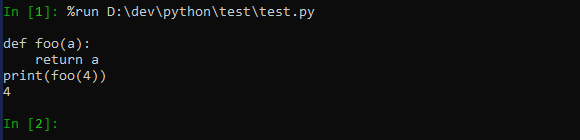 In [1]: %run D:\dev\python\test\test.py
def foo(a):
    return a
print(foo(4))
4
In [2]: